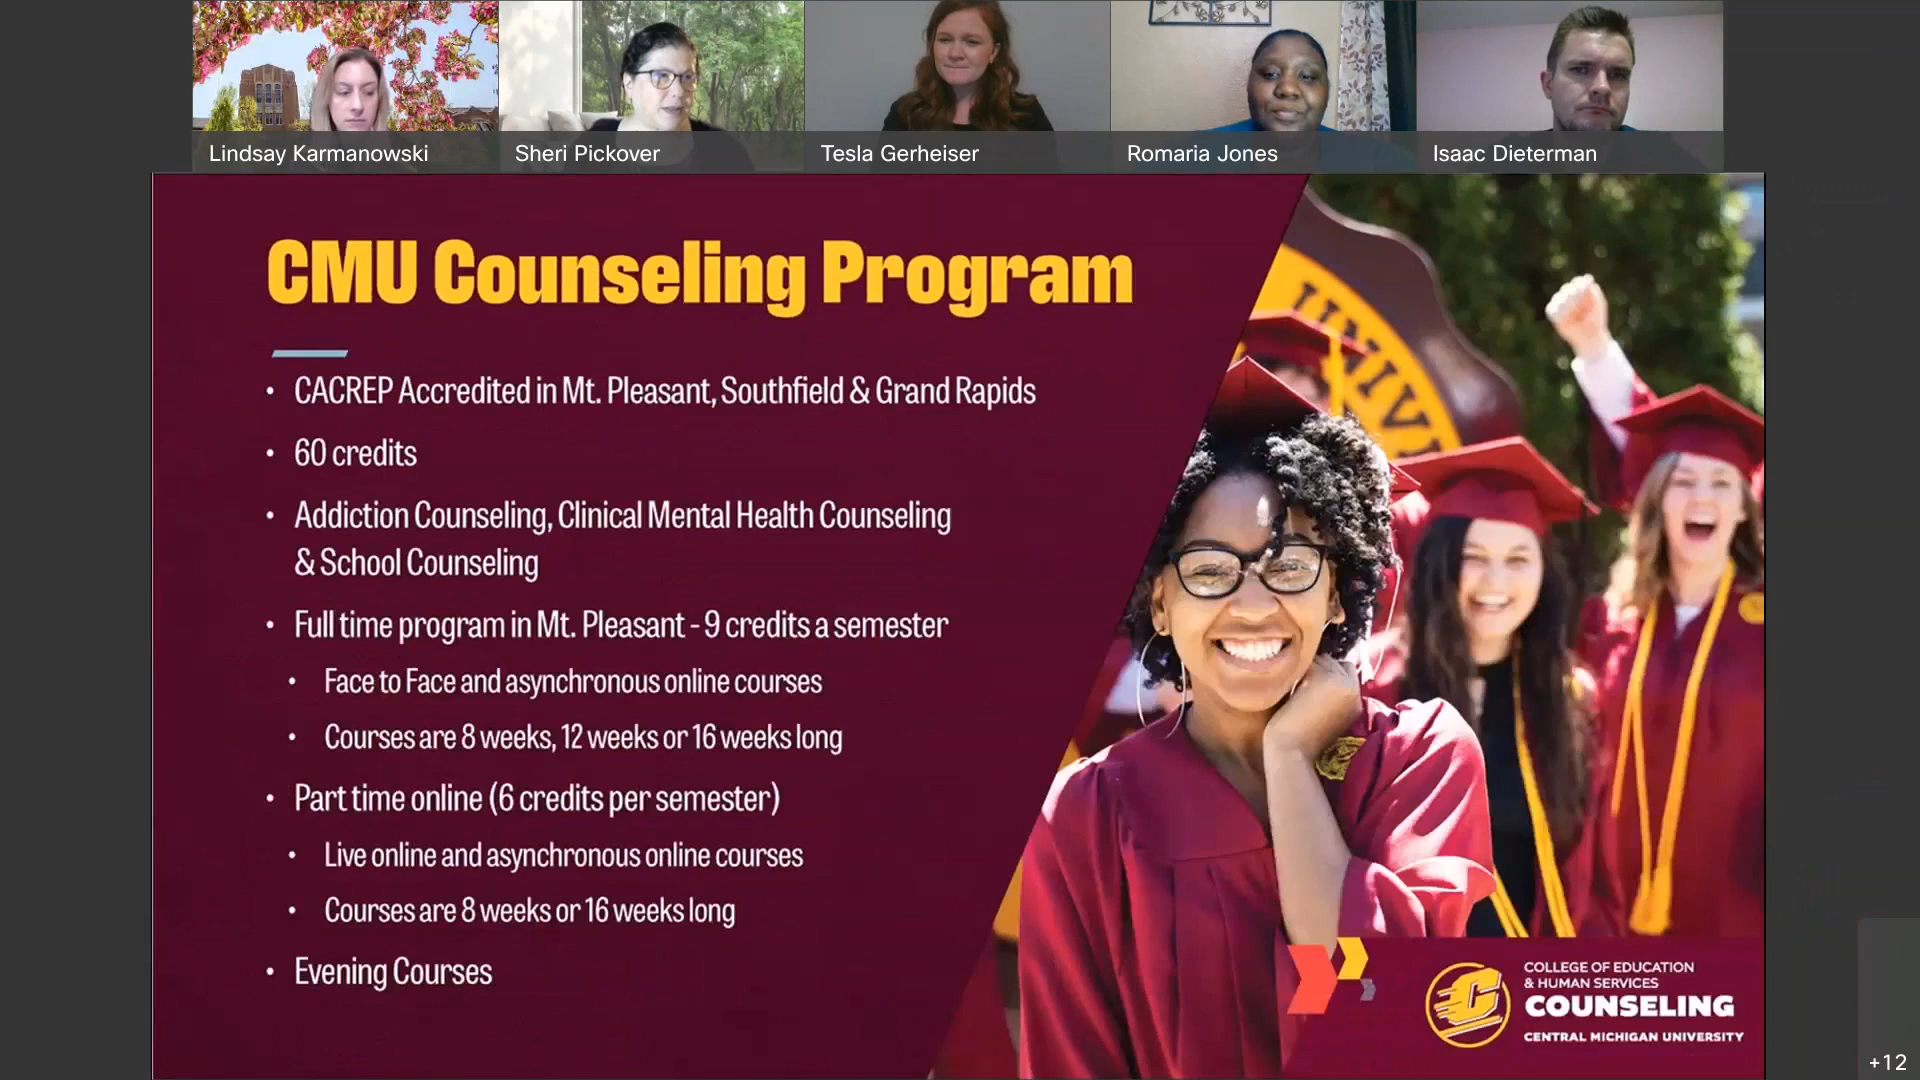 Lindsay Karmanowski
Sheri Pickover
Tesla Gerheiser
Romaria Jones
Isaac Dieterman
CMU Counseling Program
• CACREP Accredited in Mt. Pleasant, Southfield & Grand Rapids
• 60 credits
• Addiction Counseling, Clinical Mental Health Counseling
& School Counseling
• Full time program in Mt. Pleasant - 9 credits a semester
• Face to Face and asynchronous online courses
• Courses are 8 weeks, 12 weeks or 16 weeks long
• Part time online (6 credits per semester)
• Live online and asynchronous online courses
• Courses are 8 weeks or 16 weeks long
• Evening Courses
UNIV
C
COLLEGE OF EDUCATION
& HUMAN SERVICES
COUNSELING
CENTRAL MICHIGAN UNIVERSITY
+12